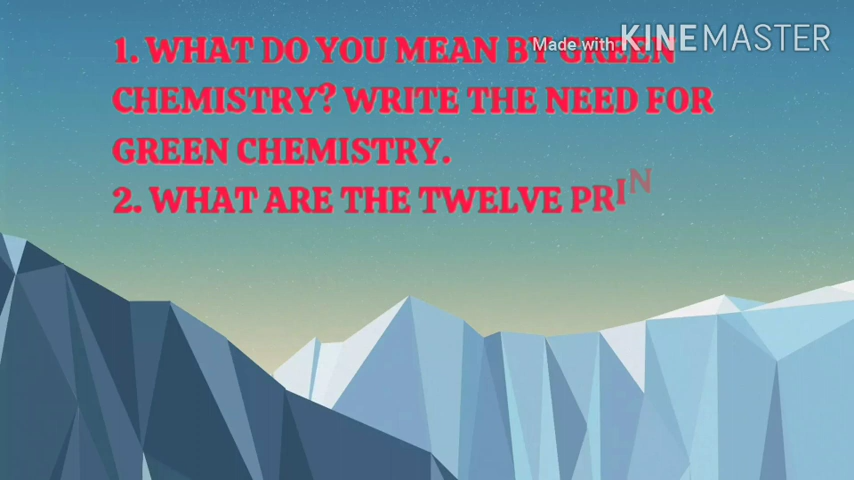 Made with KINEMASTER
1. WHAT DO YOU MEAN BY GREEN
CHEMISTRY? WRITE THE NEED FOR
GREEN CHEMISTRY.
2. WHAT ARE THE TWELVE PRIN